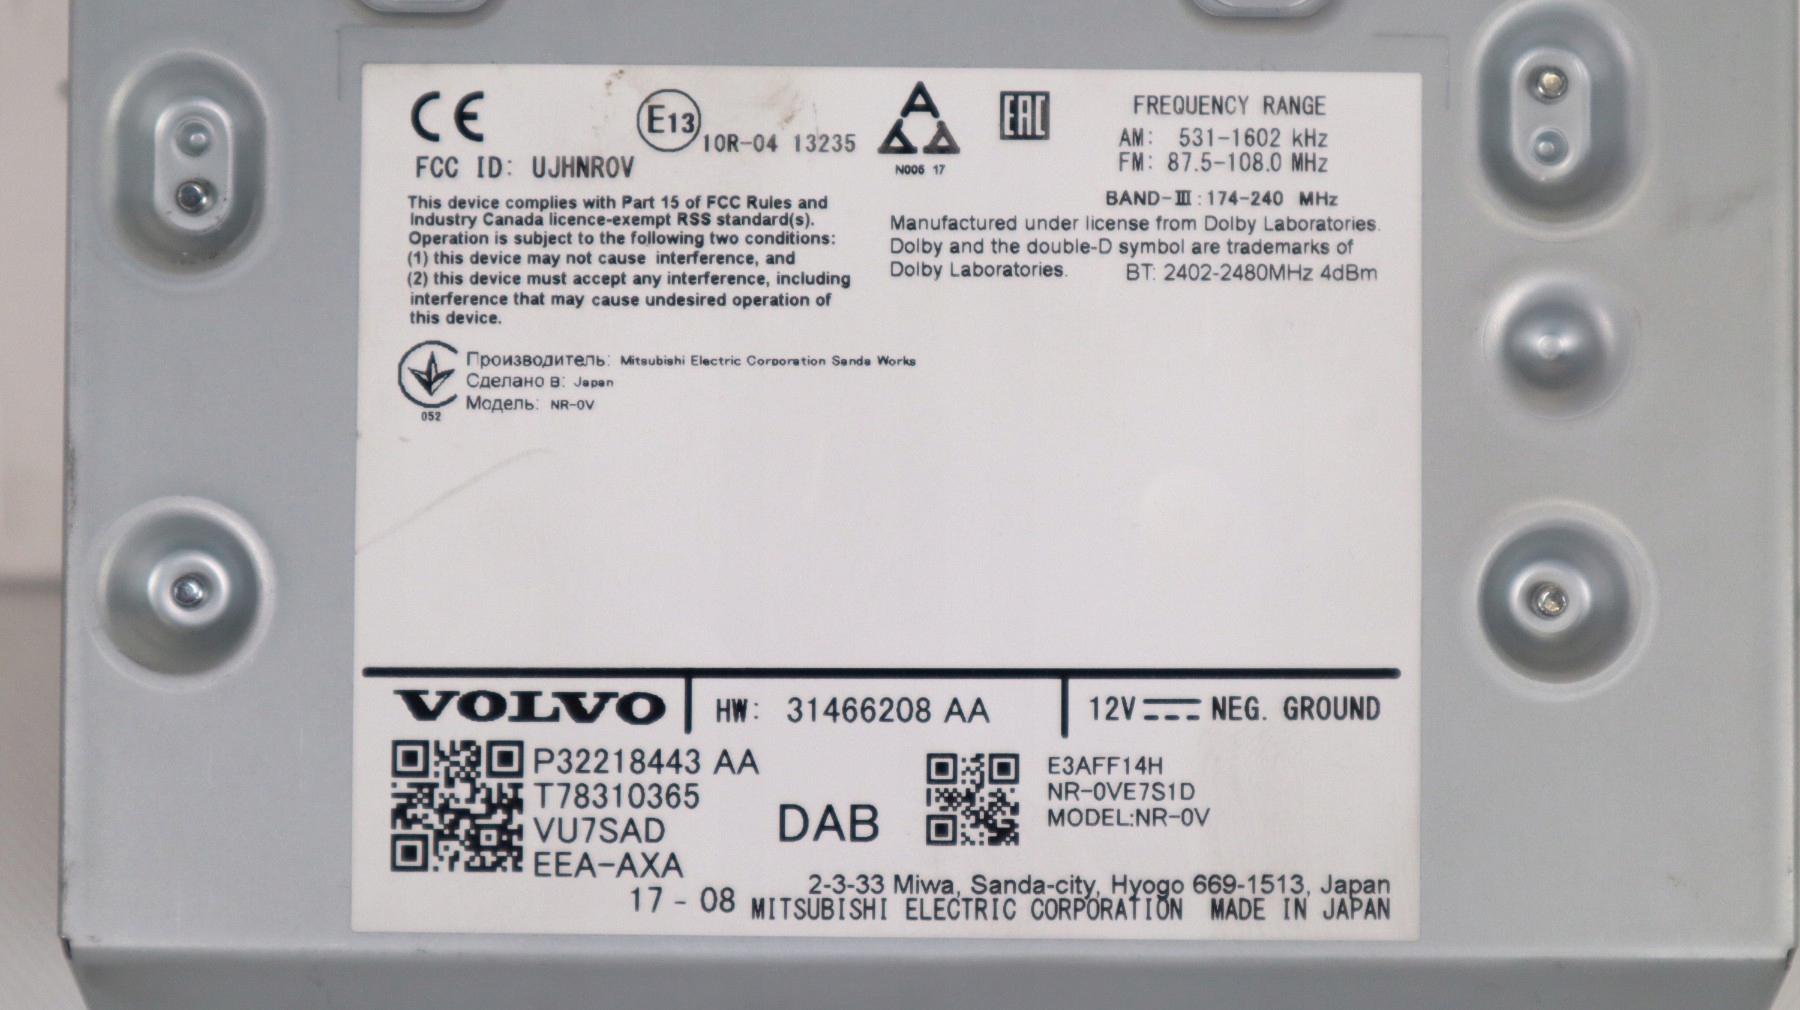 CE
E13
10R-04 13235
FCC ID: UJHNROV
This device complies with Part 15 of FCC Rules and
Industry Canada licence-exempt RSS standard(s).
Operation is subject to the following two conditions:
(1) this device may not cause interference, and
(2) this device must accept any interference, including
interference that may cause undesired operation of
this device.
A
N006 17
EAC
FREQUENCY RANGE
AM: 531-1602 kHz
FM: 87.5-108.0 MHz
BAND-III: 174-240 MHz
Manufactured under license from Dolby Laboratories.
Dolby and the double-D symbol are trademarks of
Dolby Laboratories. BT: 2402-2480MHz 4dBm
Производитель: Mitsubishi Electric Corporation Sanda Works
Сделано в: Japan
Модель: NR-0V
052
VOLVO
HW: 31466208 AA
12V NEG. GROUND
P32218443 AA
T78310365
VU7SAD
EEA-AXA
17 - 08
DAB
E3AFF14H
NR-0VE7S1D
MODEL:NR-0V
2-3-33 Miwa, Sanda-city, Hyogo 669-1513, Japan
MITSUBISHI ELECTRIC CORPORATION MADE IN JAPAN